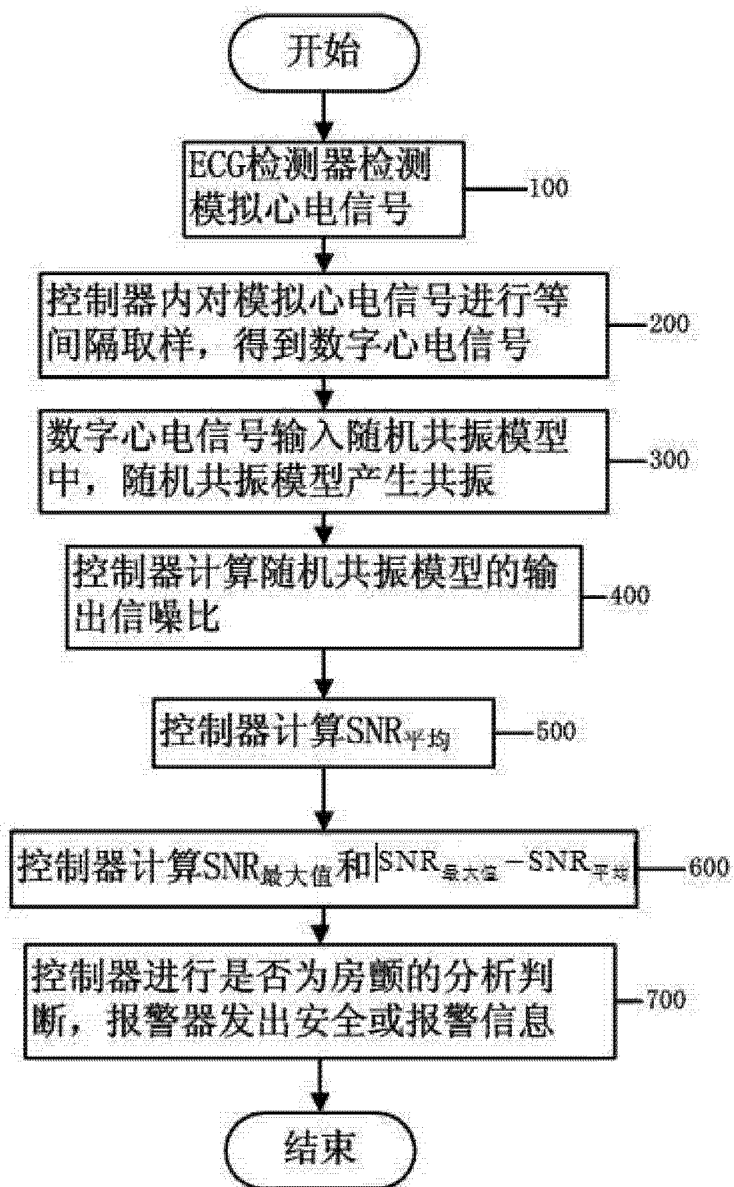 开始
ECG检测器检测
模拟心电信号
100
控制器内对模拟心电信号进行等
间隔取样，得到数字心电信号
200
数字心电信号输入随机共振模型
中，随机共振模型产生共振
300
控制器计算随机共振模型的输
出信噪比
400
控制器计算SNR平均
500
控制器计算SNR最大值和|SNR最大值-SNR平均|
600
控制器进行是否为房颤的分析判
断，报警器发出安全或报警信息
700
结束